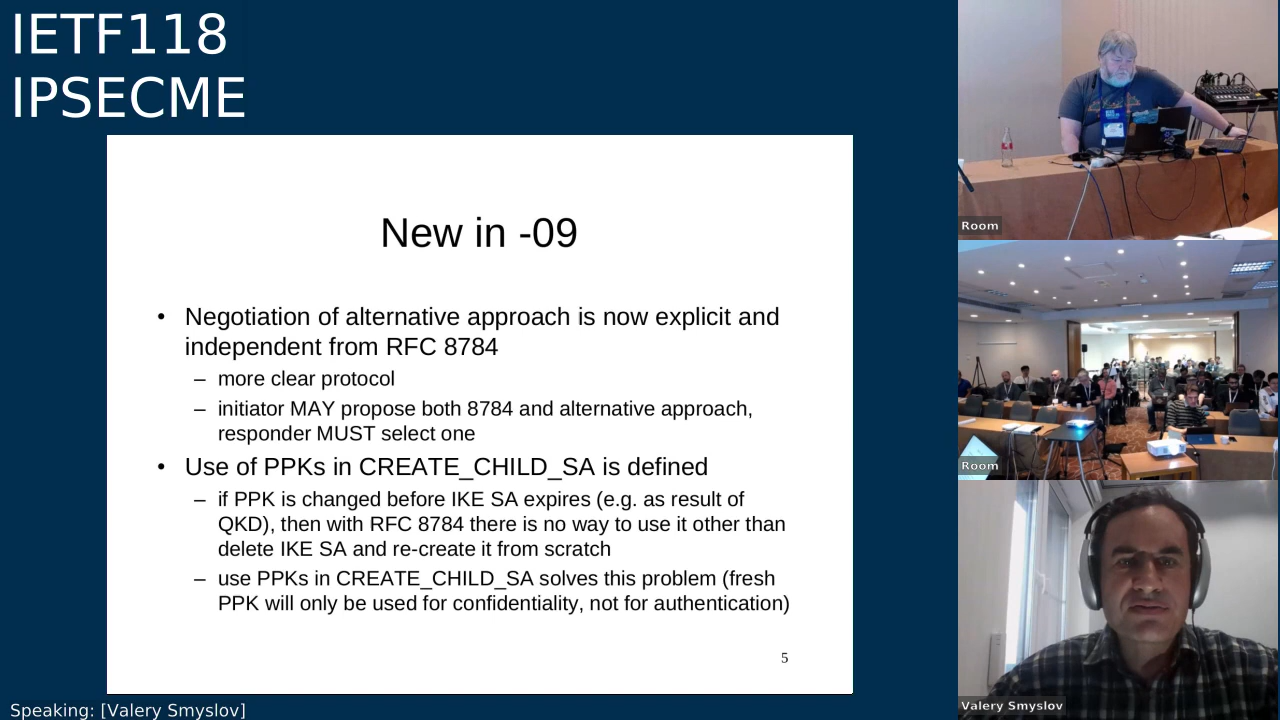 IETF118
IPSECME
New in -09
• Negotiation of alternative approach is now explicit and
independent from RFC 8784
– more clear protocol
– initiator MAY propose both 8784 and alternative approach,
responder MUST select one
• Use of PPKs in CREATE_CHILD_SA is defined
– if PPK is changed before IKE SA expires (e.g. as result of
QKD), then with RFC 8784 there is no way to use it other than
delete IKE SA and re-create it from scratch
– use PPKs in CREATE_CHILD_SA solves this problem (fresh
PPK will only be used for confidentiality, not for authentication)
5
Speaking: [Valery Smyslov]
Room
Room
Valery Smyslov